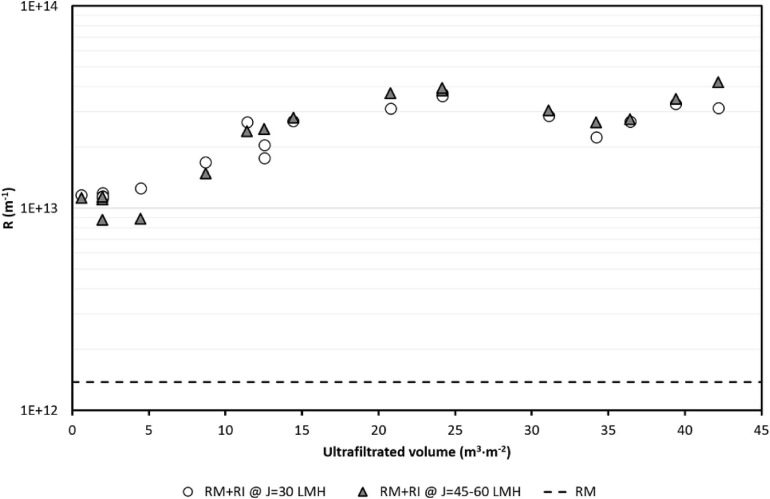 1E+14
1E+13
1E+12
R (m⁻¹)
0 5 10 15 20 25 30 35 40 45
Ultrafiltrated volume (m³·m⁻²)
RM+RI @ J=30 LMH RM+RI @ J=45-60 LMH RM